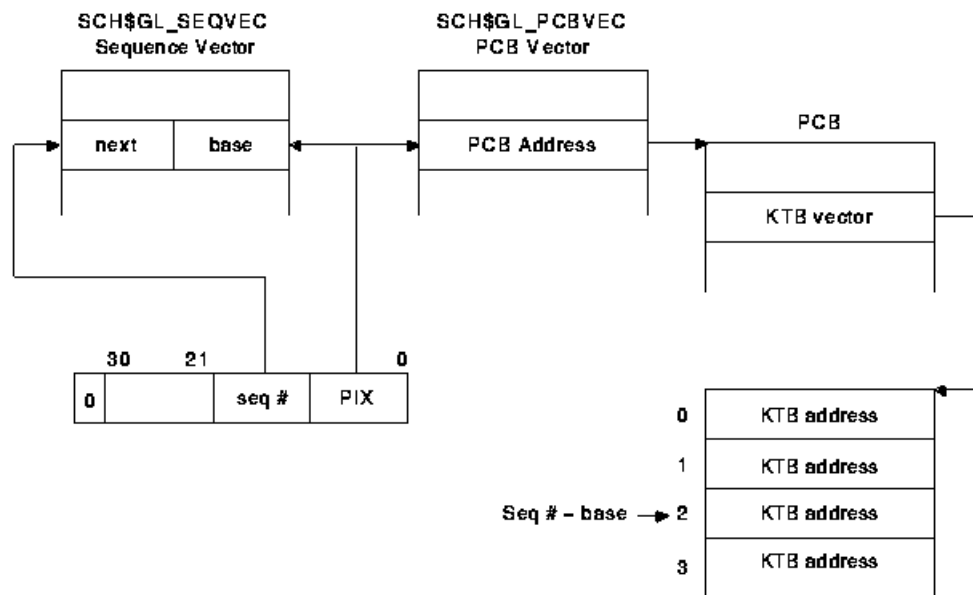 SCH$GL_SEQVEC
Sequence Vector
SCH$GL_PCBVEC
PCB Vector
next
base
PCB Address
PCB
KTB vector
30
21
0
0
seq #
PIX
0
KTB address
1
KTB address
Seq # – base
2
KTB address
3
KTB address